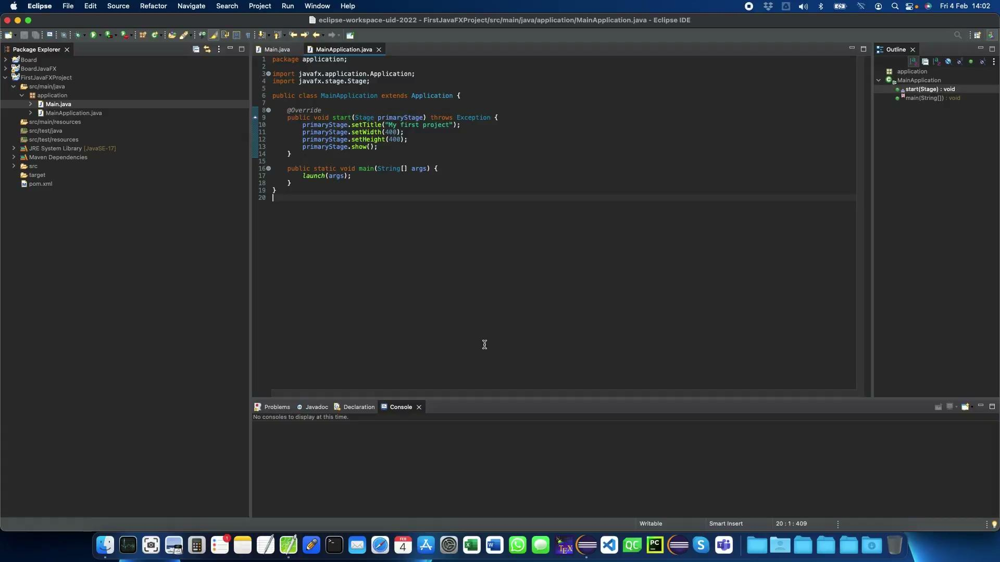 Eclipse File Edit Source Refactor Navigate Search Project Run Window Help Fri 4 Feb 14:02
eclipse-workspace-uid-2022 - FirstJavaFXProject/src/main/java/application/MainApplication.java - Eclipse IDE
Package Explorer
Board
BoardJavaFX
FirstJavaFXProject
src/main/java
application
Main.java
MainApplication.java
src/main/resources
src/test/java
src/test/resources
JRE System Library [JavaSE-17]
Maven Dependencies
src
target
pom.xml
Main.java MainApplication.java
1 package application;
2
3 import javafx.application.Application;
4 import javafx.stage.Stage;
5
6 public class MainApplication extends Application {
7
8 @Override
9 public void start(Stage primaryStage) throws Exception {
10 primaryStage.setTitle("My first project");
11 primaryStage.setWidth(400);
12 primaryStage.setHeight(400);
13 primaryStage.show();
14 }
15
16 public static void main(String[] args) {
17 launch(args);
18 }
19 }
20
Outline
application
MainApplication
start(Stage) : void
main(String[]) : void
Problems Javadoc Declaration Console
No consoles to display at this time.
Writable Smart Insert 20 : 1 : 409
1
FEB
4
TEX
QC
PC